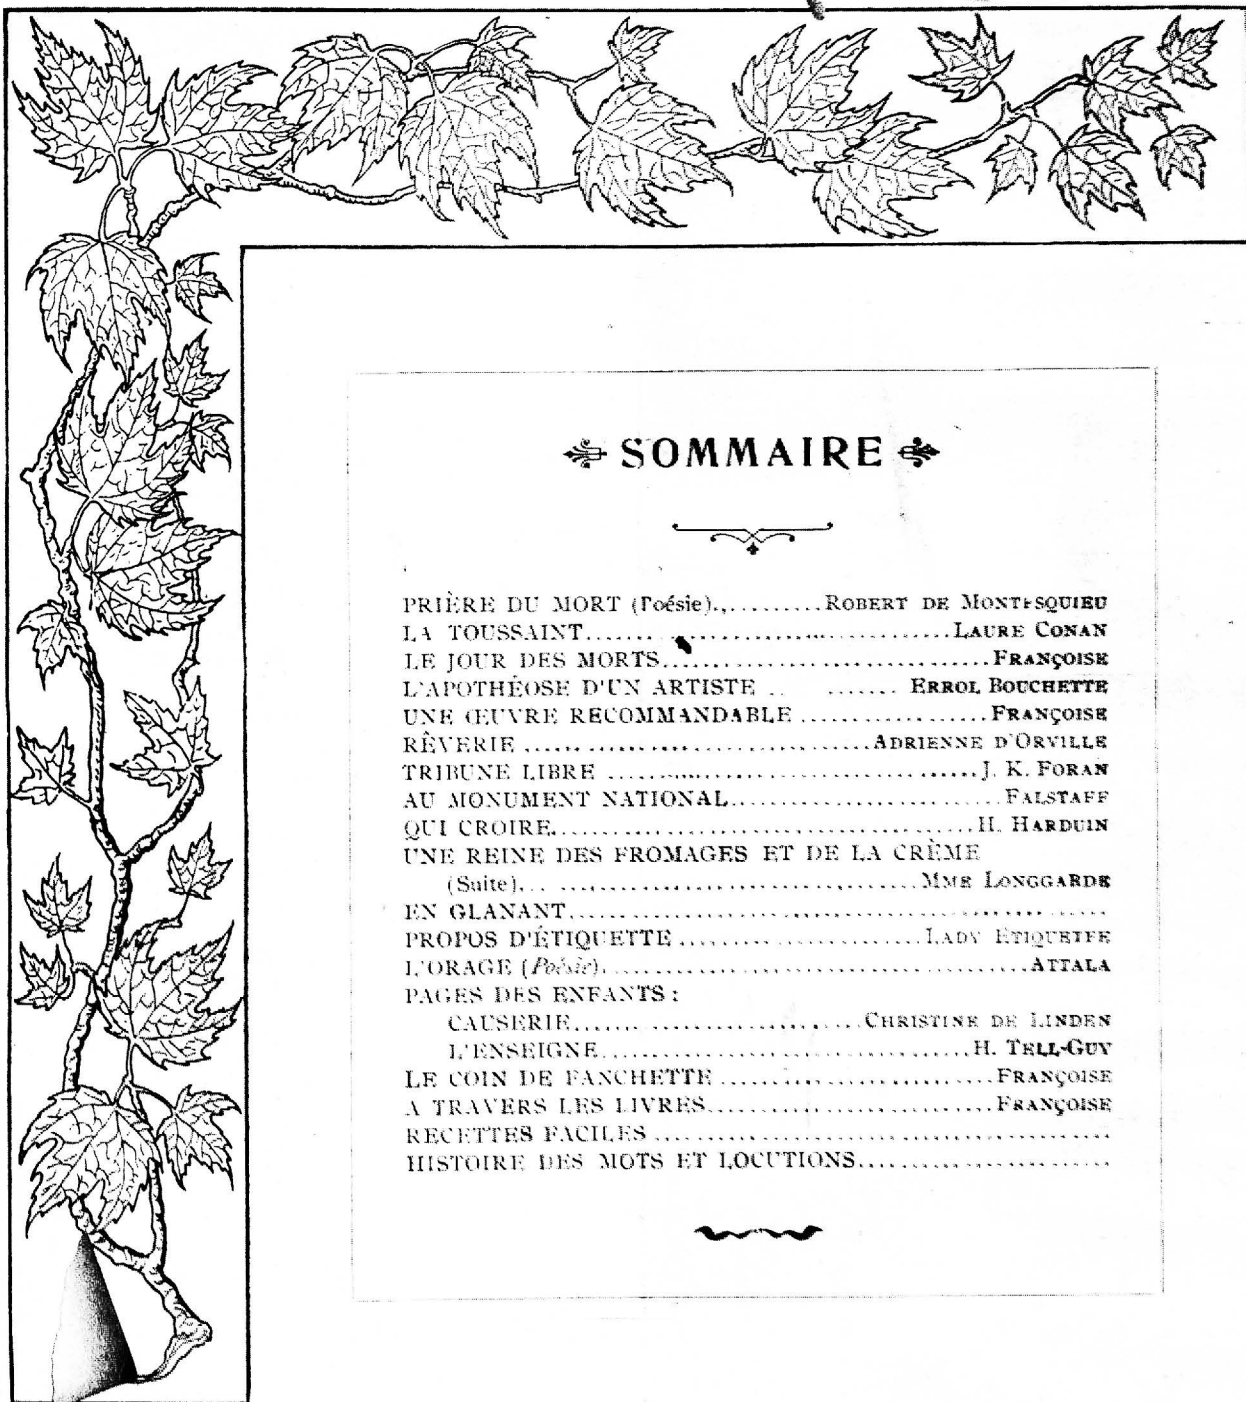 SOMMAIRE
PRIÈRE DU MORT (Poésie).,.........ROBERT DE MONTESQUIEU
LA TOUSSAINT.................................LAURE CONAN
LE JOUR DES MORTS.................................FRANÇOISE
L'APOTHÉOSE D'UN ARTISTE .. ....... ERROL BOUCHETTE
UNE ŒUVRE RECOMMANDABLE ..................FRANÇOISE
RÊVERIE .................................ADRIENNE D'ORVILLE
TRIBUNE LIBRE ....................................J. K. FORAN
AU MONUMENT NATIONAL...........................FALSTAFF
QUI CROIRE.........................................H. HARDUIN
UNE REINE DES FROMAGES ET DE LA CRÈME
(Suite)... ..................................MME LONGGARDE
EN GLANANT....................................................
PROPOS D'ÉTIQUETTE ........................LADY ETIQUETTE
L'ORAGE (Poésie).........................................ATTALA
PAGES DES ENFANTS :
CAUSERIE...... .....................CHRISTINE DE LINDEN
L'ENSEIGNE...................................H. TELL-GUY
LE COIN DE FANCHETTE ...........................FRANÇOISE
A TRAVERS LES LIVRES............................FRANÇOISE
RECETTES FACILES .............................................
HISTOIRE DES MOTS ET LOCUTIONS.........................